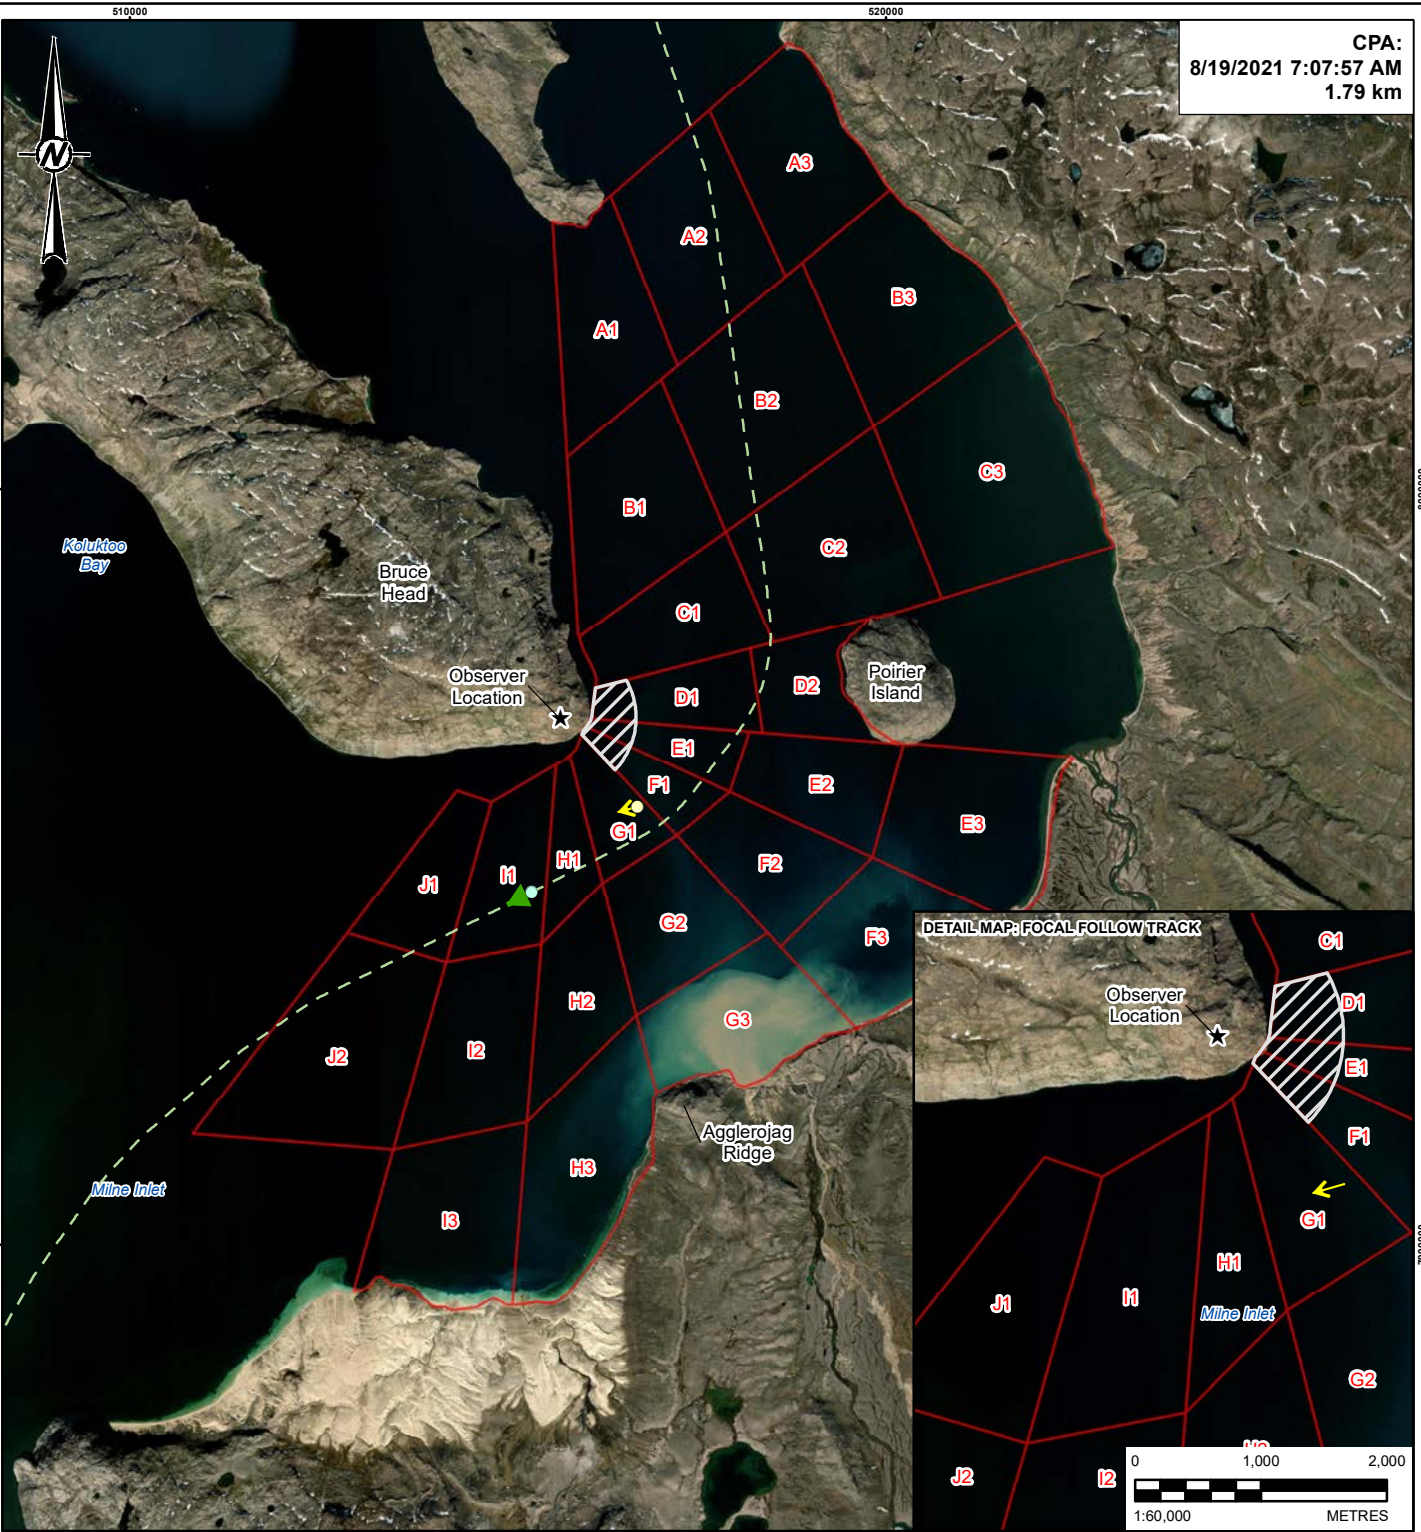 510000
520000
CPA:
8/19/2021 7:07:57 AM
1.79 km
N
A3
A2
B3
A1
B2
C3
B1
C2
Koluktoo
Bay
Bruce
Head
C1
Observer
Location
D1
D2
Poirier
Island
E1
F1
E2
G1
E3
H1
F2
J1
I1
G2
F3
H2
G3
J2
I2
Agglerojag
Ridge
H3
Milne Inlet
I3
DETAIL MAP: FOCAL FOLLOW TRACK
C1
Observer
Location
D1
E1
F1
G1
H1
J1
I1
Milne Inlet
G2
J2
I2
0
1,000
2,000
1:60,000
METRES